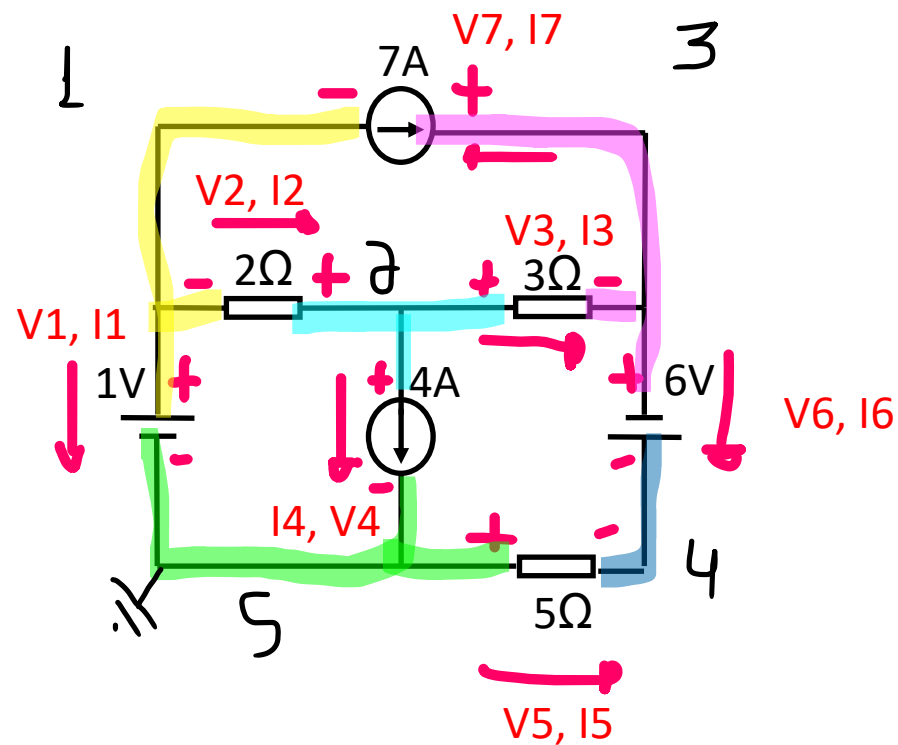 V7, I7
3
1
7A
- +
V2, I2
V3, I3
- 2Ω + 2 + 3Ω -
V1, I1
1V + + 4A + 6V
V6, I6
- - -
I4, V4
+ -
4
5
5Ω
V5, I5